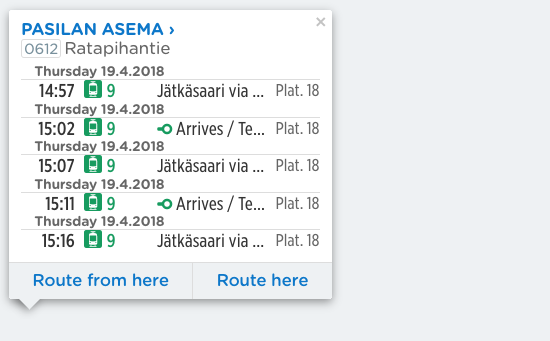 PASILAN ASEMA ›
×
0612 Ratapihantie
Thursday 19.4.2018
14:57 9 Jätkäsaari via ... Plat. 18
Thursday 19.4.2018
15:02 9 Arrives / Te... Plat. 18
Thursday 19.4.2018
15:07 9 Jätkäsaari via ... Plat. 18
Thursday 19.4.2018
15:11 9 Arrives / Te... Plat. 18
Thursday 19.4.2018
15:16 9 Jätkäsaari via ... Plat. 18
Route from here Route here